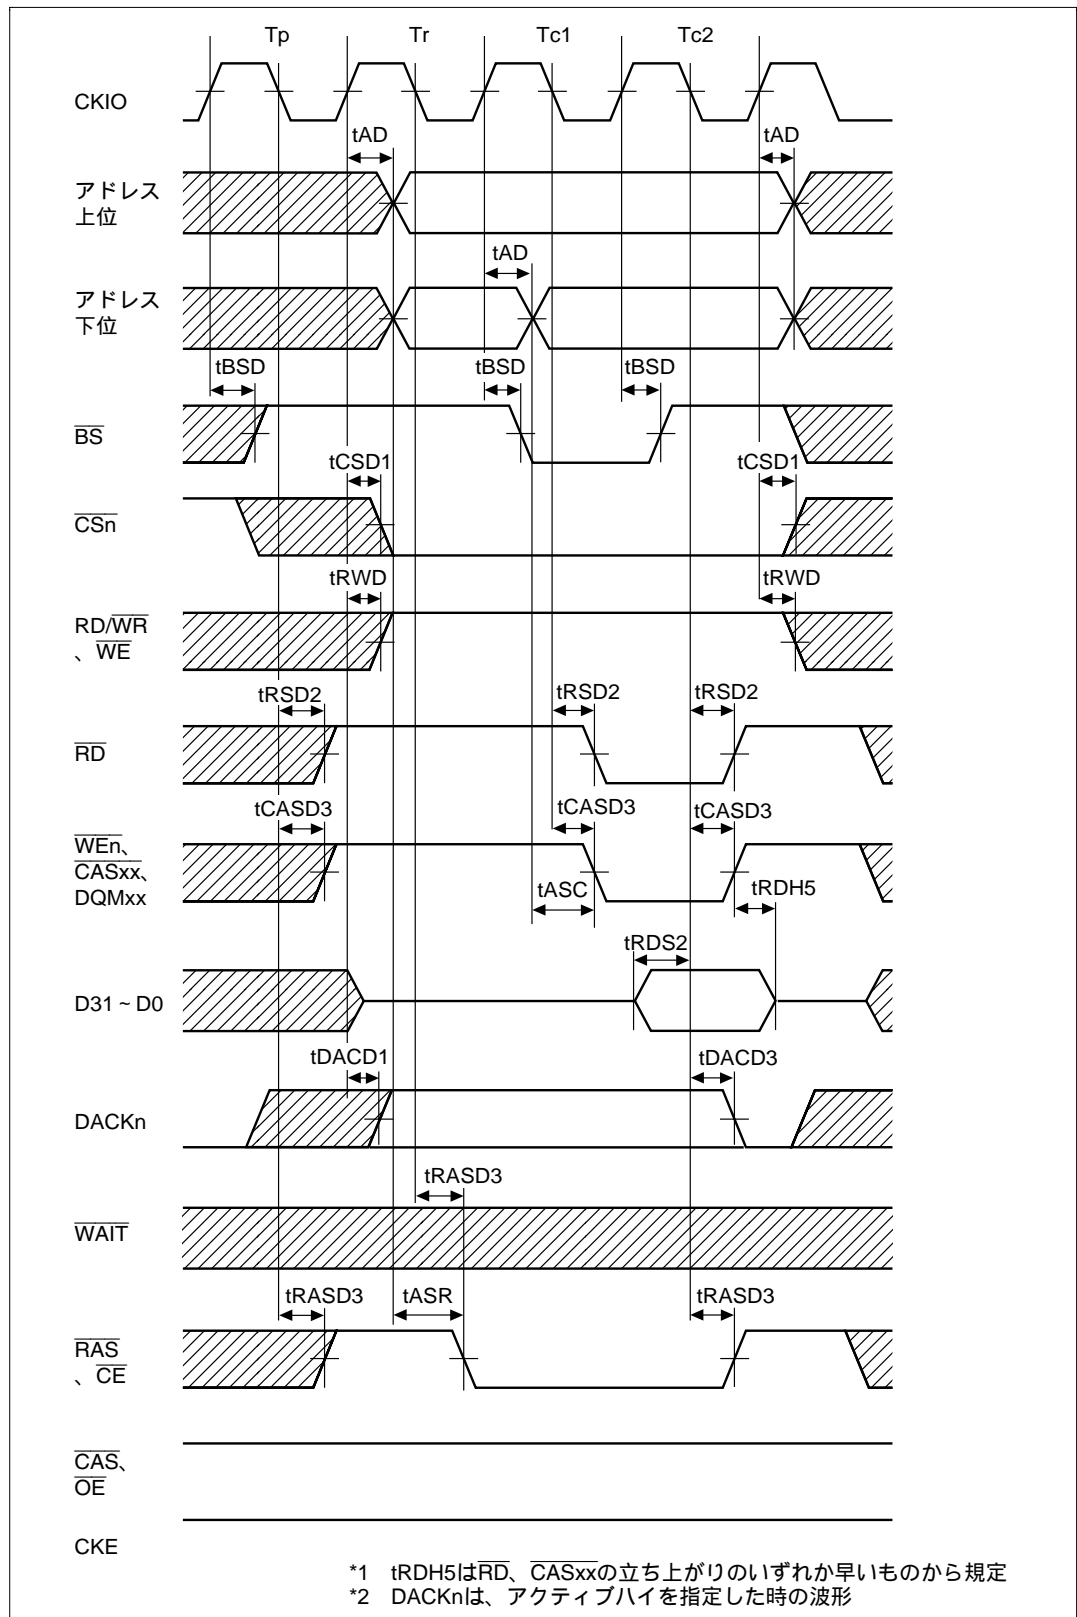 Tp Tr Tc1 Tc2
CKIO
tAD tAD
アドレス
上位
tAD
アドレス
下位
tBSD tBSD tBSD
BS
tCSD1 tCSD1
CSn
tRWD tRWD
RD/WR
、WE
tRSD2 tRSD2 tRSD2
RD
tCASD3 tCASD3 tCASD3
WEn、
CASxx、
DQMxx
tASC tRDH5
tRDS2
D31 ~ D0
tDACD1 tDACD3
DACKn
tRASD3
WAIT
tRASD3 tASR tRASD3
RAS
、CE
CAS、
OE
CKE
*1 tRDH5はRD、CASxxの立ち上がりのいずれか早いものから規定
*2 DACKnは、アクティブハイを指定した時の波形